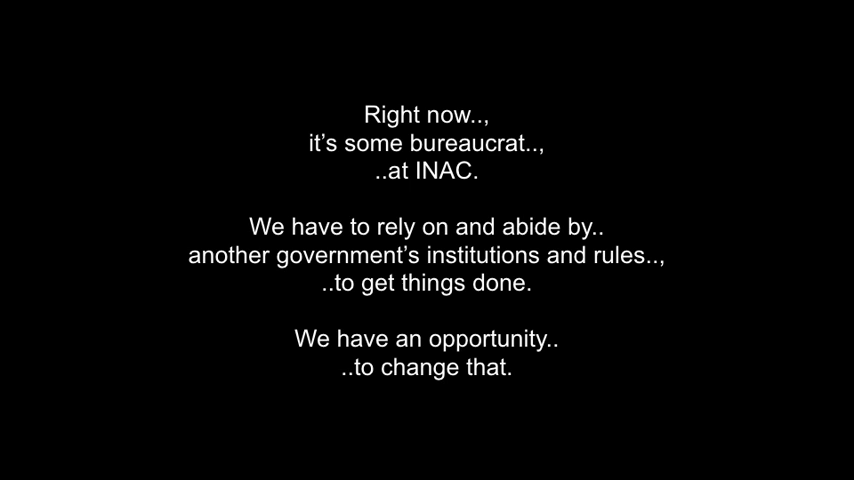 Right now..,
it’s some bureaucrat..,
..at INAC.
We have to rely on and abide by..
another government’s institutions and rules..,
..to get things done.
We have an opportunity..
..to change that.